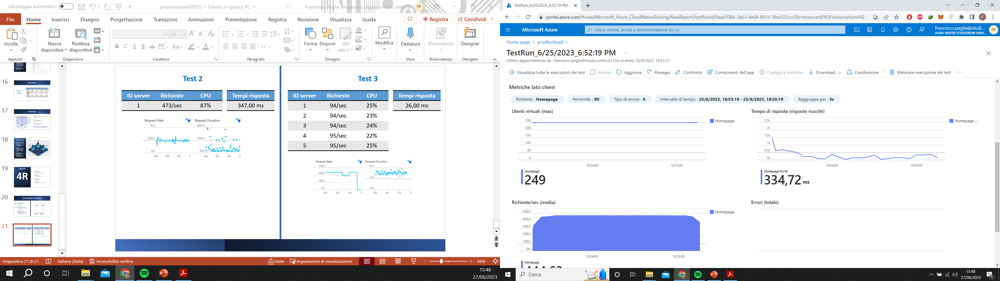 Salvataggio automatico
presentazioneSRSG2 • Salvato in questo PC
Francesco Paglia - francesco.paglia@studio.unibo.it
FP
File
Home
Inserisci
Disegno
Progettazione
Transizioni
Animazioni
Presentazione
Registra
Revisione
Visualizza
Guida
Registra
Condividi
Incolla
Nuova diapositiva
Riutilizza diapositive
18
G C S S ab AV Aa A
Forme
Disponi
Stili veloci
Modifica
Dettatura
Riservatezza
Designer
Appunti
Diapositive
Carattere
Paragrafo
Disegno
Voce
Riservatezza
Designer
16
17
18
19
4R
20
21
Test 2
ID server Richieste CPU
1 473/sec 87%
Tempi risposta
347,00 ms
Request Rate
1k/s
500/s
0/s
60s 40s 20s 0
Request Duration
200ms
100ms
0ms
60s 40s 20s 0
Test 3
ID server Richieste CPU
1 94/sec 25%
2 94/sec 23%
3 94/sec 24%
4 95/sec 22%
5 95/sec 25%
Tempi risposta
26,00 ms
Request Rate
600/s
400/s
200/s
0/s
60s 40s 20s 0
Request Duration
10ms
5ms
0ms
60s 40s 20s 0
Diapositiva 21 di 21
Italiano (Italia)
Accessibilità: verifica
Note
Impostazioni di visualizzazione
66%
15:48
27/06/2023
TestRun_6/25/2023_6:52:19 PM -
portal.azure.com/#view/Microsoft_Azure_CloudNativeTesting/NewReport/testRunId/9aaa10b6-3a63-4e64-891d-3fea122ccc39/resourceId/%2Fsubscriptions%2...
ABP
F
Microsoft Azure
Cerca risorse, servizi e documentazione (G+/)
francesco.paglia@studi...
ALMA MATER STUDIORUM UNIV...
FP
Home page > prodtestload >
TestRun_6/25/2023_6:52:19 PM ...
Ultimo aggiornamento da : francesco.paglia@studio.unibo.it | Ora di avvio: 25/6/2023, 18:52:21
Visualizza tutte le esecuzioni dei test
Arresta
Aggiorna
Riesegui
Confronta
Componenti dell'app
Configura metriche
Download
Condivisione
Eliminare esecuzione del test
...
Metriche lato client
Richieste : Homepage
Percentile : 90
Tipo di errore : 0
Intervallo di tempo : 25/6/2023, 18:53:19 - 25/6/2023, 18:55:19
Raggruppa per : 5s
Utenti virtuali (max)
250
200
150
100
50
0
18:54:00 18:55:00
Homepage
Homepage
249
Tempo di risposta (risposte riuscite)
2,5s
2s
1,5s
1s
0,5s
0s
18:54:00 18:55:00
Homepage ...
Homepage Pct 90
334,72 ms
Richieste/sec (media)
500/s
400/s
300/s
200/s
100/s
0/s
18:54:00 18:55:00
Homepage
Homepage
Errori (totale)
Cerca
15:48
27/06/2023
1